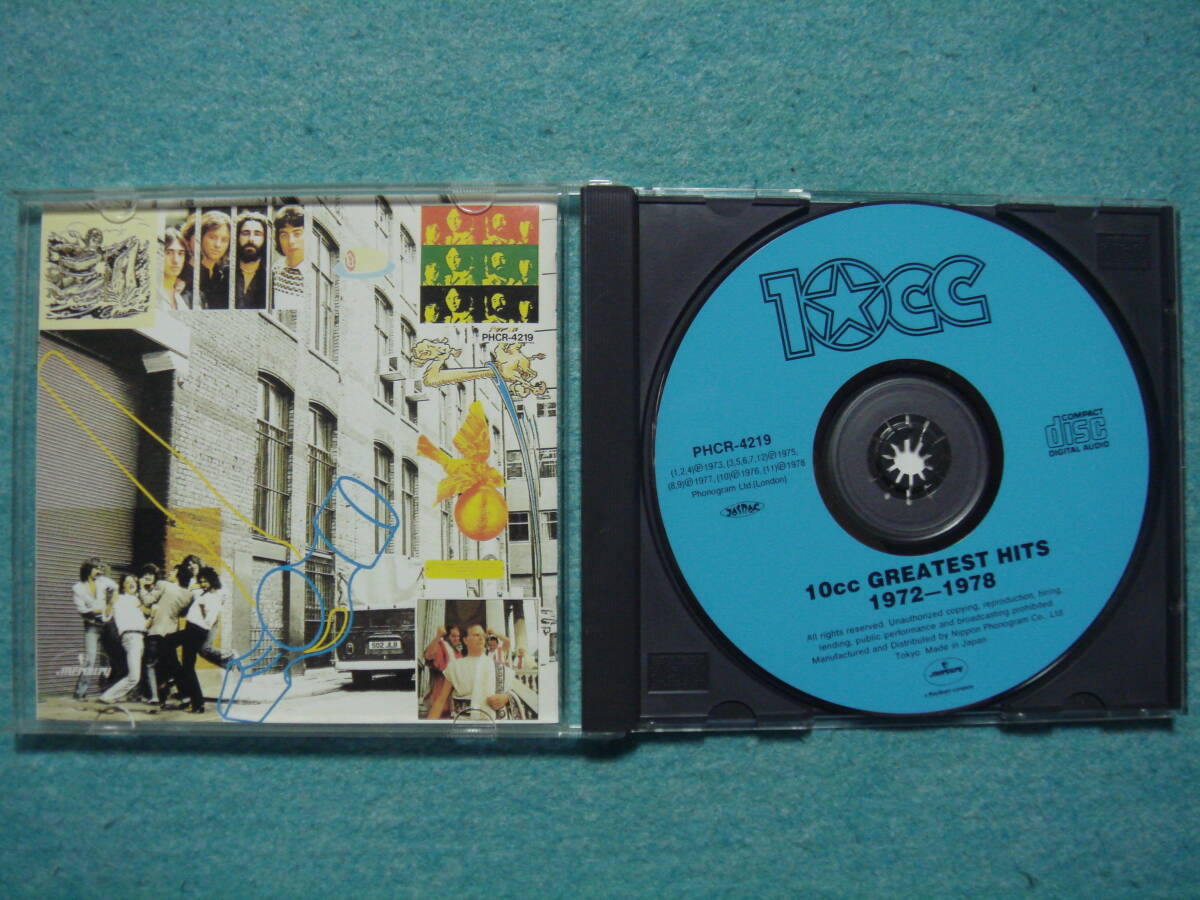 PHCR-4219
mercury
10cc
PHCR-4219
(1,2,4)℗1973, (3,5,6,7,12)℗1975,
(8,9)℗1977, (10)℗1976, (11)℗1978
Phonogram Ltd.(London)
JASRAC
COMPACT
disc
DIGITAL AUDIO
10cc GREATEST HITS
1972—1978
All rights reserved. Unauthorized copying, reproduction, hiring,
lending, public performance and broadcasting prohibited.
Manufactured and Distributed by Nippon Phonogram Co., Ltd.
Tokyo. Made in Japan
mercury